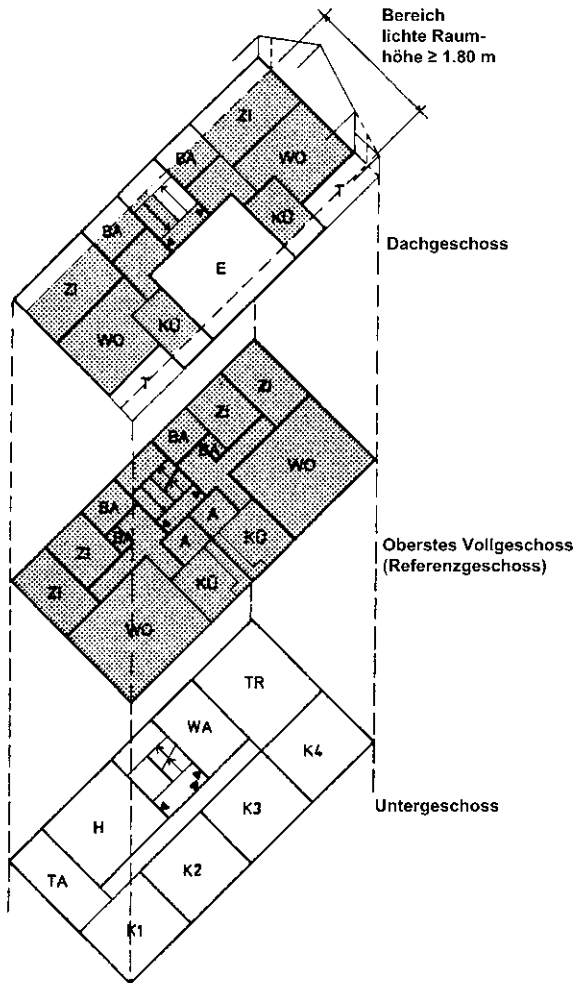 Bereich
lichte Raum-
höhe ≥ 1.80 m
ZI
BA
WO
T
BA
KÜ
E
Dachgeschoss
ZI
KÜ
WO
T
ZI
ZI
BA
BA
WO
BA
A
BA
A
KÜ
ZI
KÜ
ZI
WO
Oberstes Vollgeschoss
(Referenzgeschoss)
TR
WA
K4
K3
Untergeschoss
H
K2
TA
K1